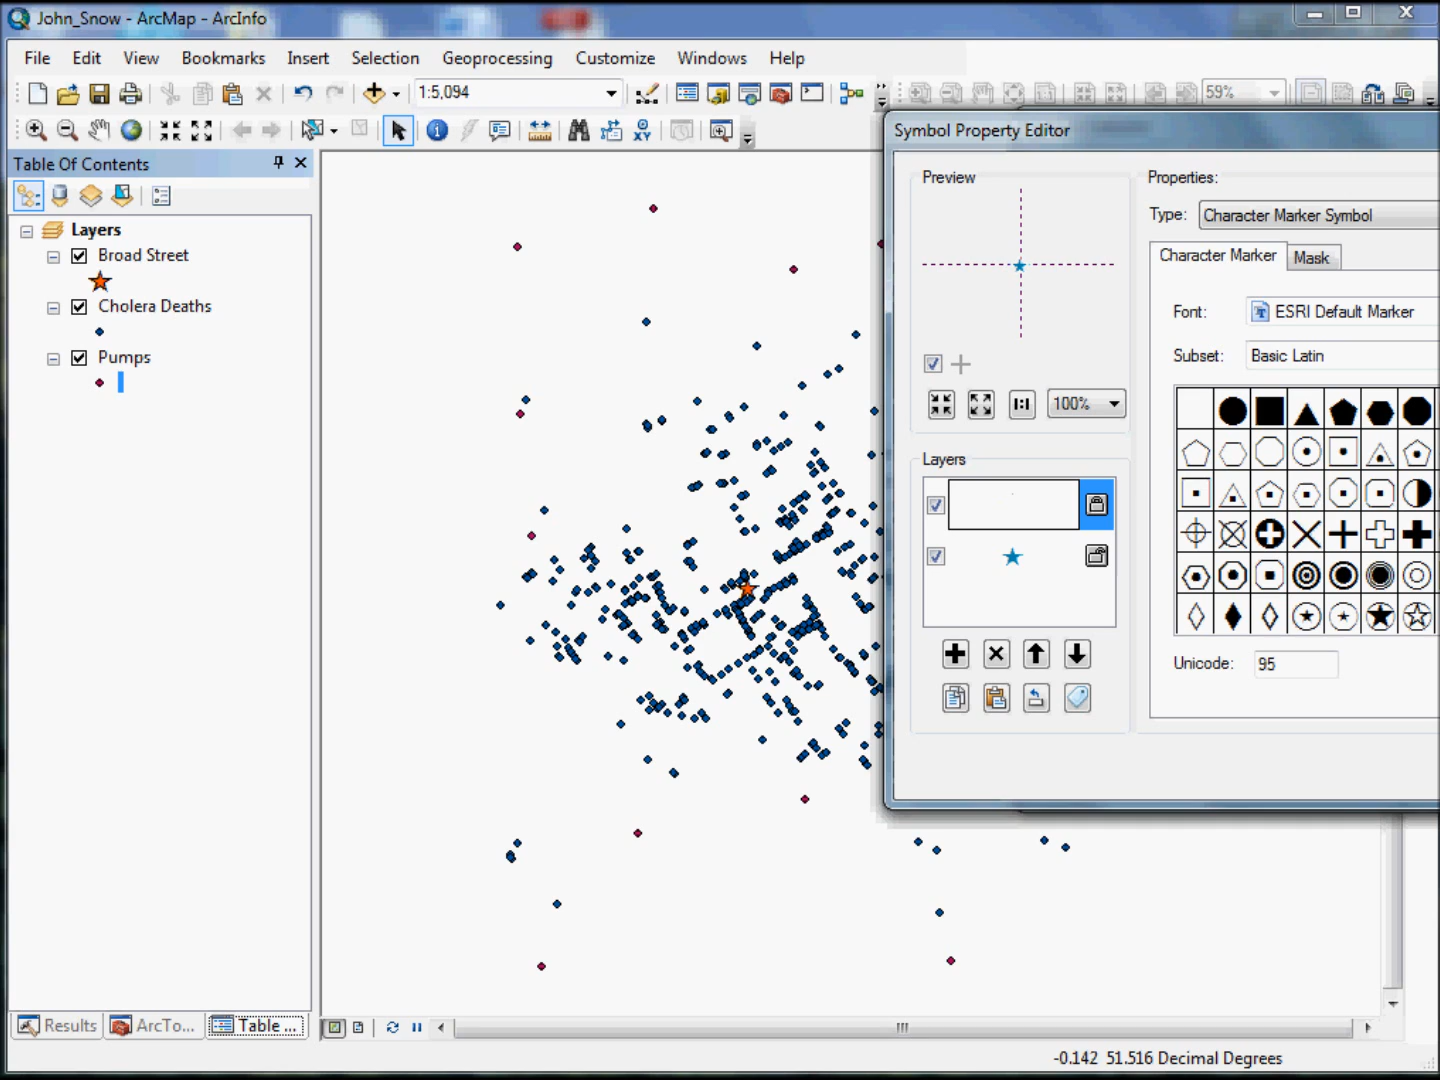 John_Snow - ArcMap - ArcInfo
File Edit View Bookmarks Insert Selection Geoprocessing Customize Windows Help
1:5,094
59%
XY
Table Of Contents
Layers
Broad Street
Cholera Deaths
Pumps
Symbol Property Editor
Preview
1:1
100%
Layers
Properties:
Type: Character Marker Symbol
Character Marker Mask
Font: ESRI Default Marker
Subset: Basic Latin
Unicode: 95
Results ArcTo... Table ...
-0.142 51.516 Decimal Degrees